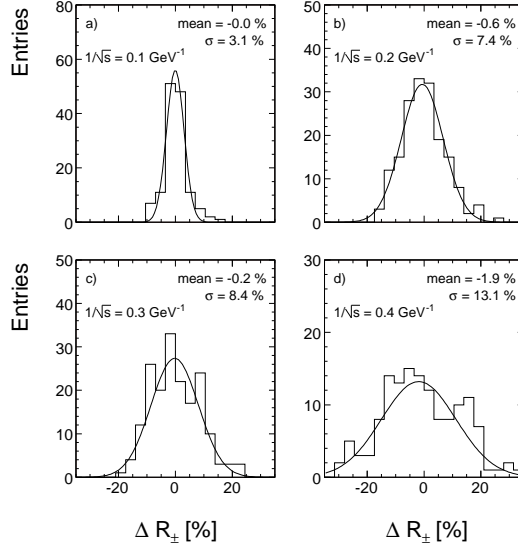 a)
mean = -0.0 %
σ = 3.1 %
1/√s = 0.1 GeV⁻¹
Entries
80
60
40
20
0
b)
mean = -0.6 %
σ = 7.4 %
1/√s = 0.2 GeV⁻¹
50
40
30
20
10
0
c)
mean = -0.2 %
σ = 8.4 %
1/√s = 0.3 GeV⁻¹
Entries
50
40
30
20
10
0
-20 0 20
Δ R± [%]
d)
mean = -1.9 %
σ = 13.1 %
1/√s = 0.4 GeV⁻¹
30
20
10
0
-20 0 20
Δ R± [%]